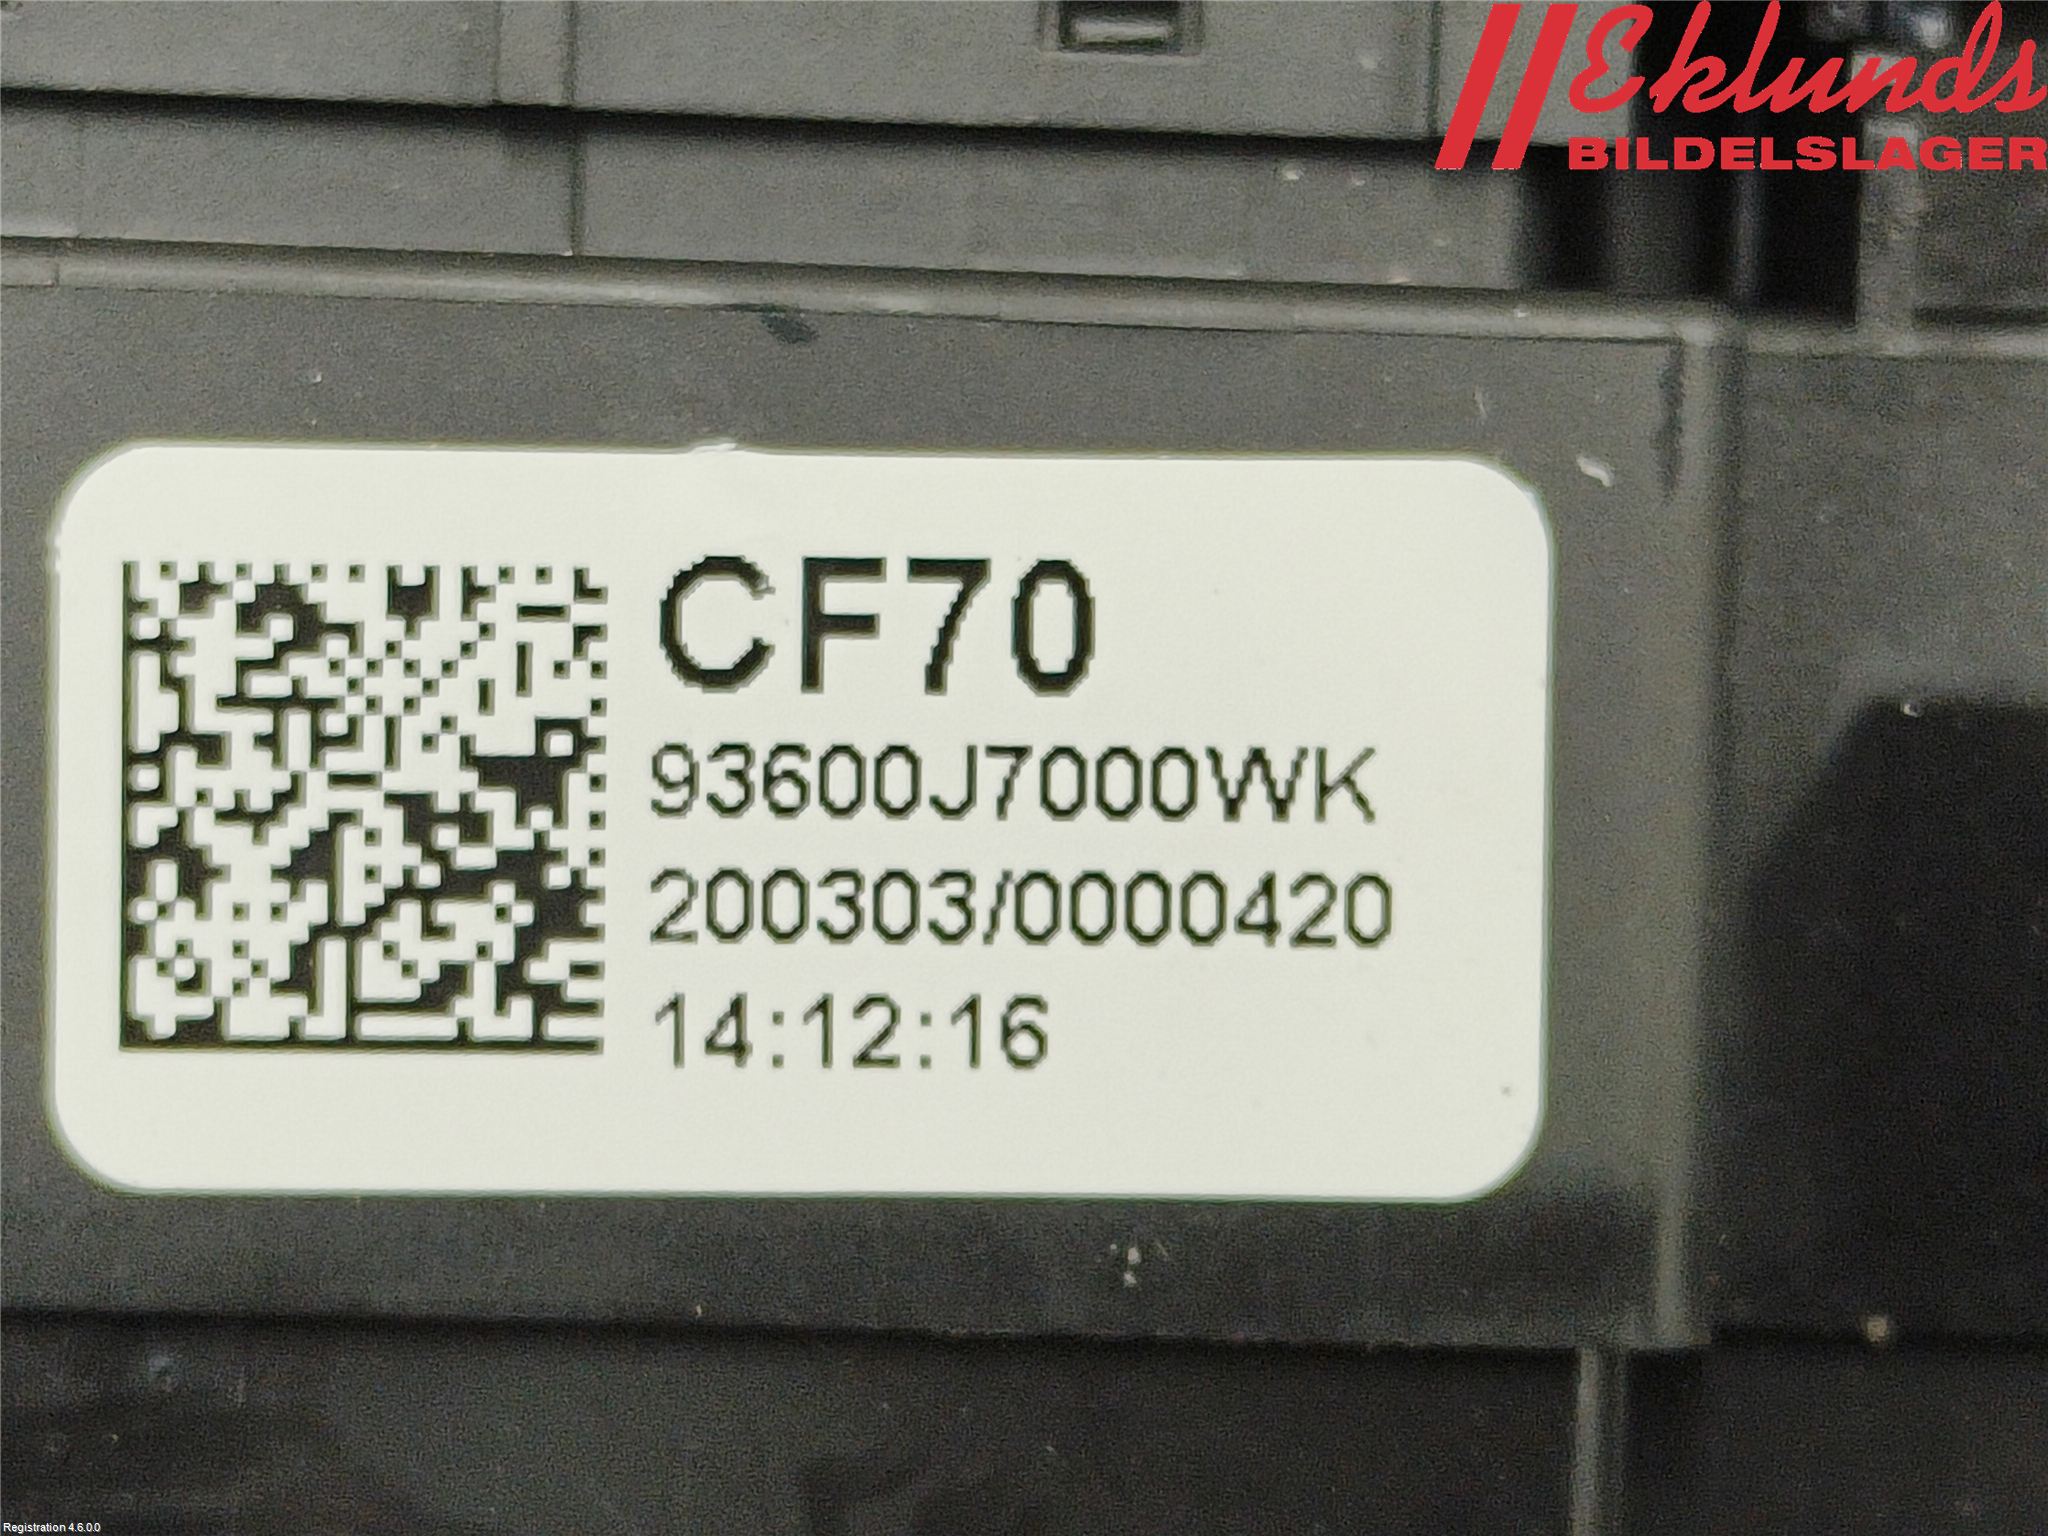 Eklunds
BILDELSLAGER
CF70
93600J7000WK
200303/0000420
14:12:16
Registration 4.6.0.0